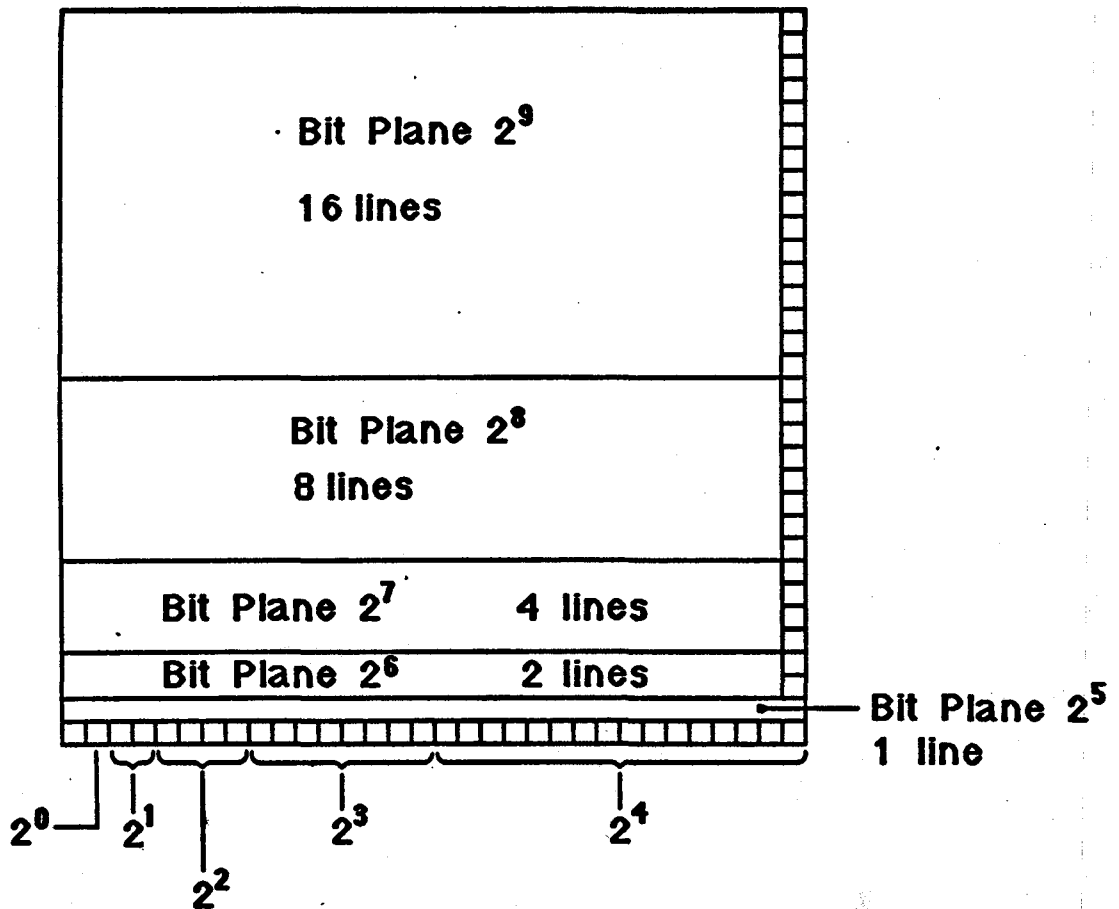 Bit Plane 2⁹
16 lines
Bit Plane 2⁸
8 lines
Bit Plane 2⁷ 4 lines
Bit Plane 2⁶ 2 lines
Bit Plane 2⁵
1 line
2⁰ 2¹ 2² 2³ 2⁴